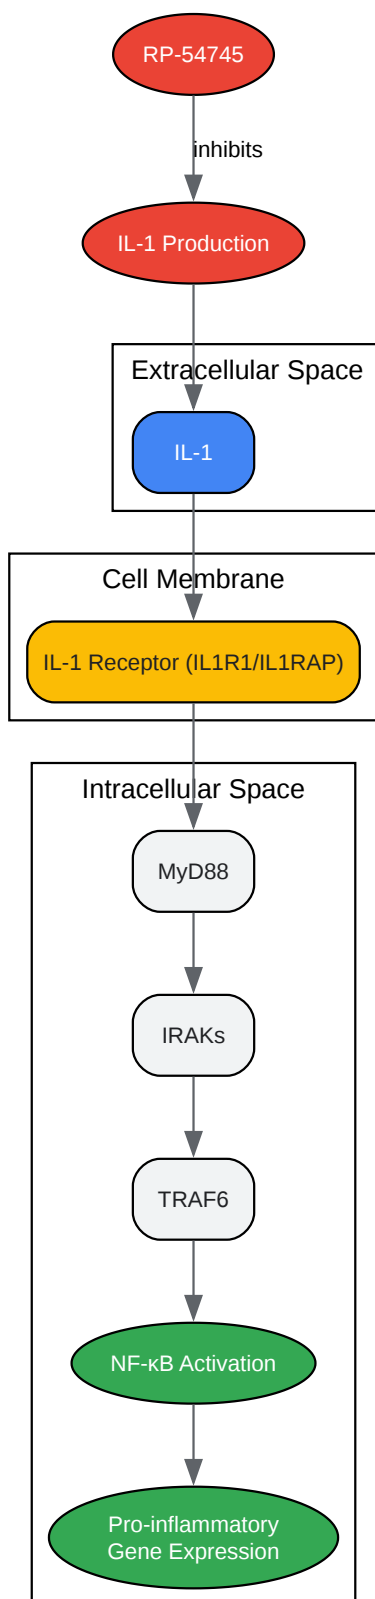 RP-54745
inhibits
IL-1 Production
Extracellular Space
IL-1
Cell Membrane
IL-1 Receptor (IL1R1/IL1RAP)
Intracellular Space
MyD88
IRAKs
TRAF6
NF-κB Activation
Pro-inflammatory
Gene Expression